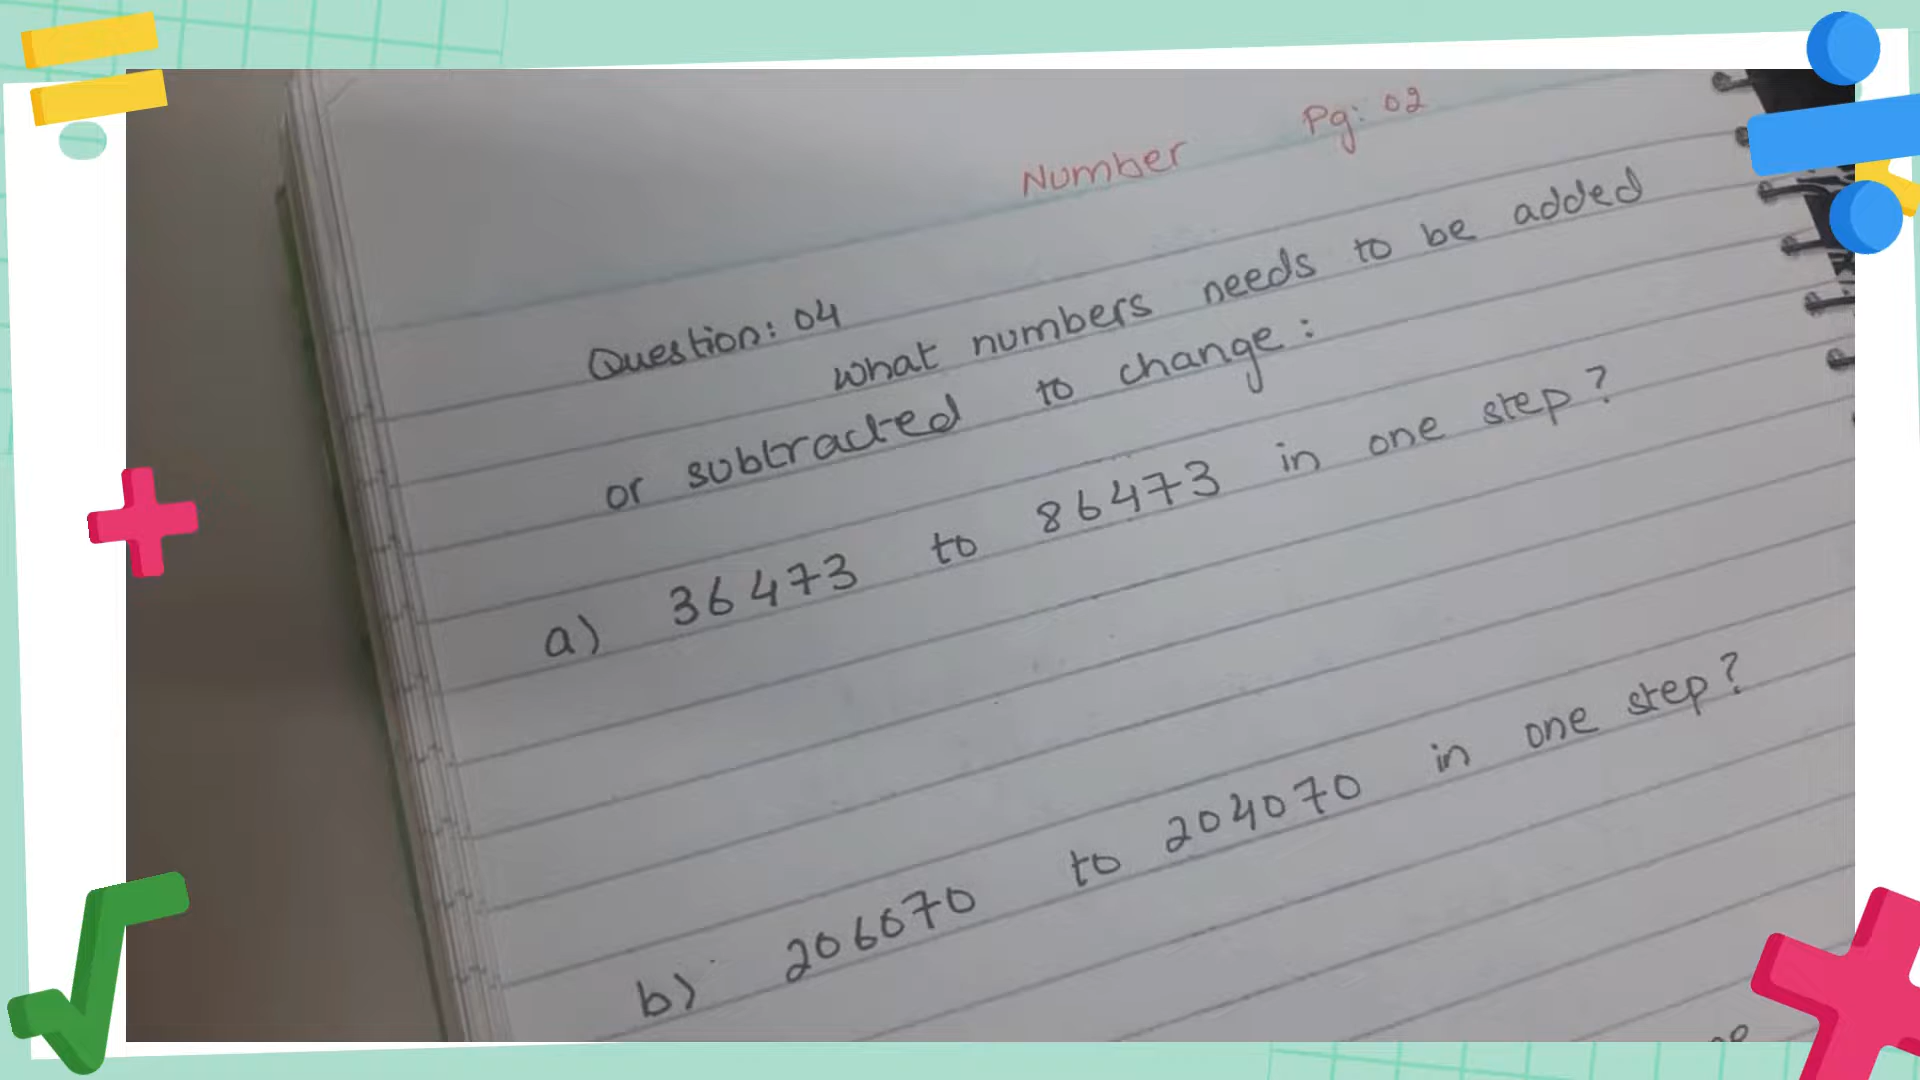 Number Pg: 02
Question: 04
what numbers needs to be added
or subtracted to change:
a) 36473 to 86473 in one step?
b) 206070 to 204070 in one step?